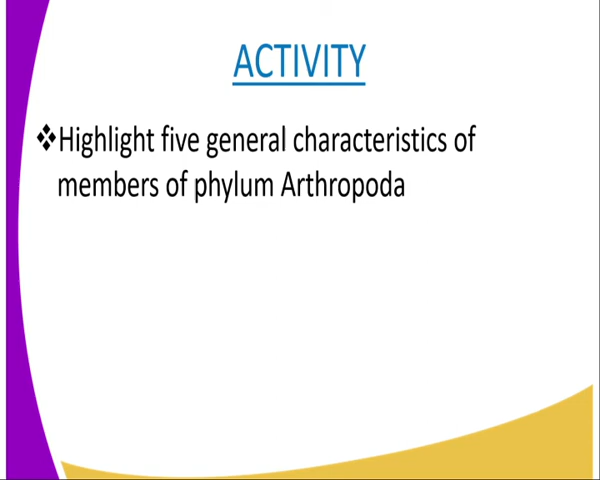 ACTIVITY
❖Highlight five general characteristics of
members of phylum Arthropoda